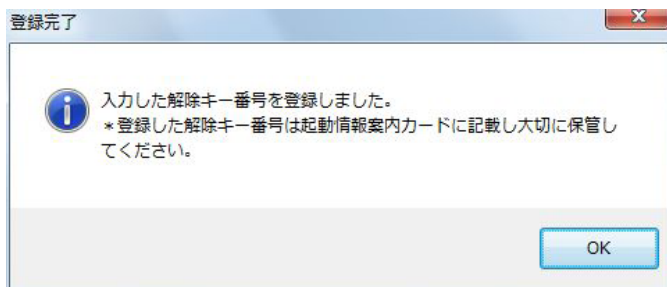 登録完了
入力した解除キー番号を登録しました。
＊登録した解除キー番号は起動情報案内カードに記載し大切に保管し
てください。
OK